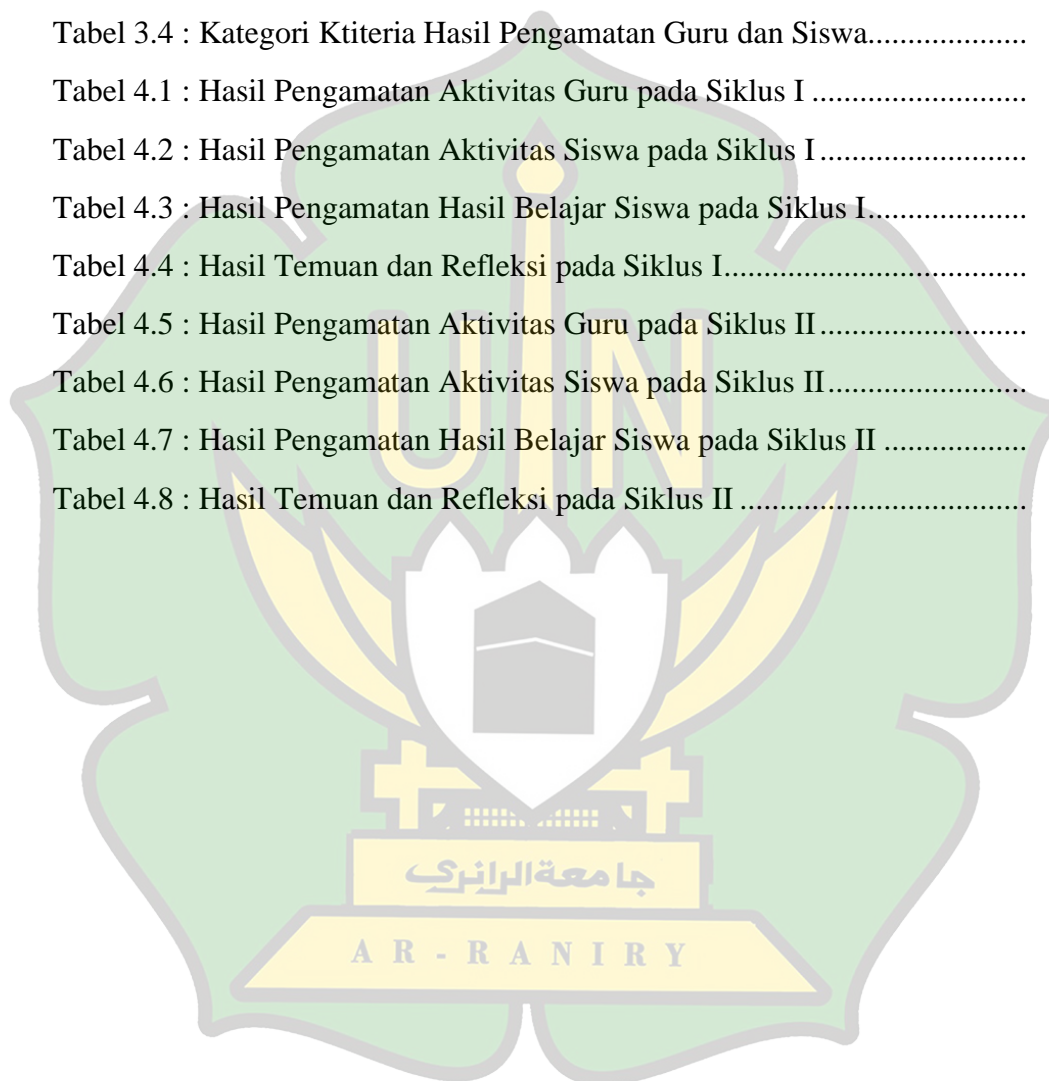 Tabel 3.4 : Kategori Ktiteria Hasil Pengamatan Guru dan Siswa....................
Tabel 4.1 : Hasil Pengamatan Aktivitas Guru pada Siklus I ...........................
Tabel 4.2 : Hasil Pengamatan Aktivitas Siswa pada Siklus I ..........................
Tabel 4.3 : Hasil Pengamatan Hasil Belajar Siswa pada Siklus I....................
Tabel 4.4 : Hasil Temuan dan Refleksi pada Siklus I......................................
Tabel 4.5 : Hasil Pengamatan Aktivitas Guru pada Siklus II ..........................
Tabel 4.6 : Hasil Pengamatan Aktivitas Siswa pada Siklus II.........................
Tabel 4.7 : Hasil Pengamatan Hasil Belajar Siswa pada Siklus II ..................
Tabel 4.8 : Hasil Temuan dan Refleksi pada Siklus II ....................................
UIN
جامعة الرانري
AR-RANIRY